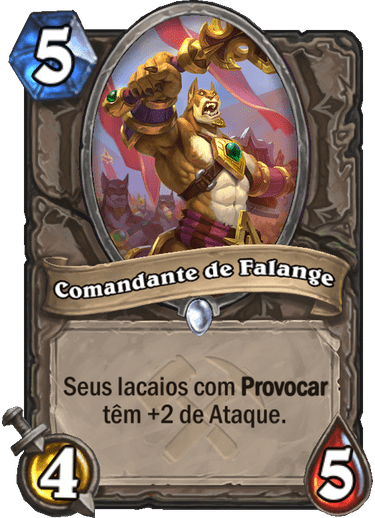 5
Comandante de Falange
Seus lacaios com Provocar
têm +2 de Ataque.
4
5